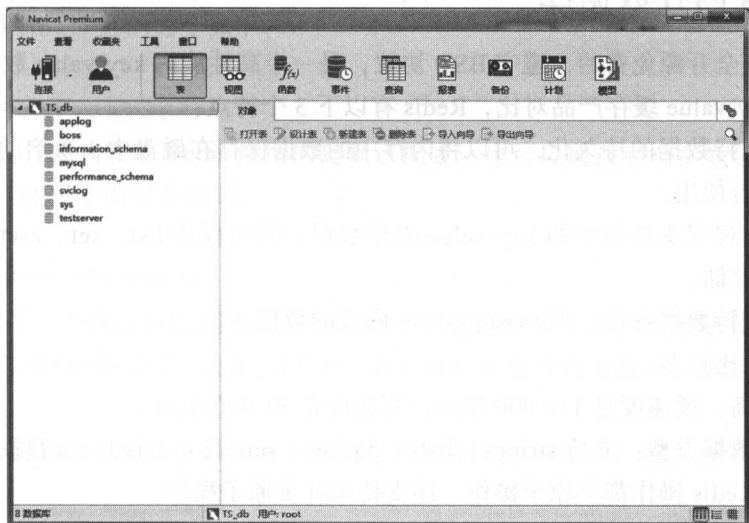 Navicat Premium
文件 查看 收藏夹 工具 窗口 帮助
连接 用户 表 视图 函数 事件 查询 报表 备份 计划 模型
TS_db
applog
boss
information_schema
mysql
performance_schema
svclog
sys
testserver
对象
打开表 设计表 新建表 删除表 导入向导 导出向导
8 数据库 TS_db 用户: root